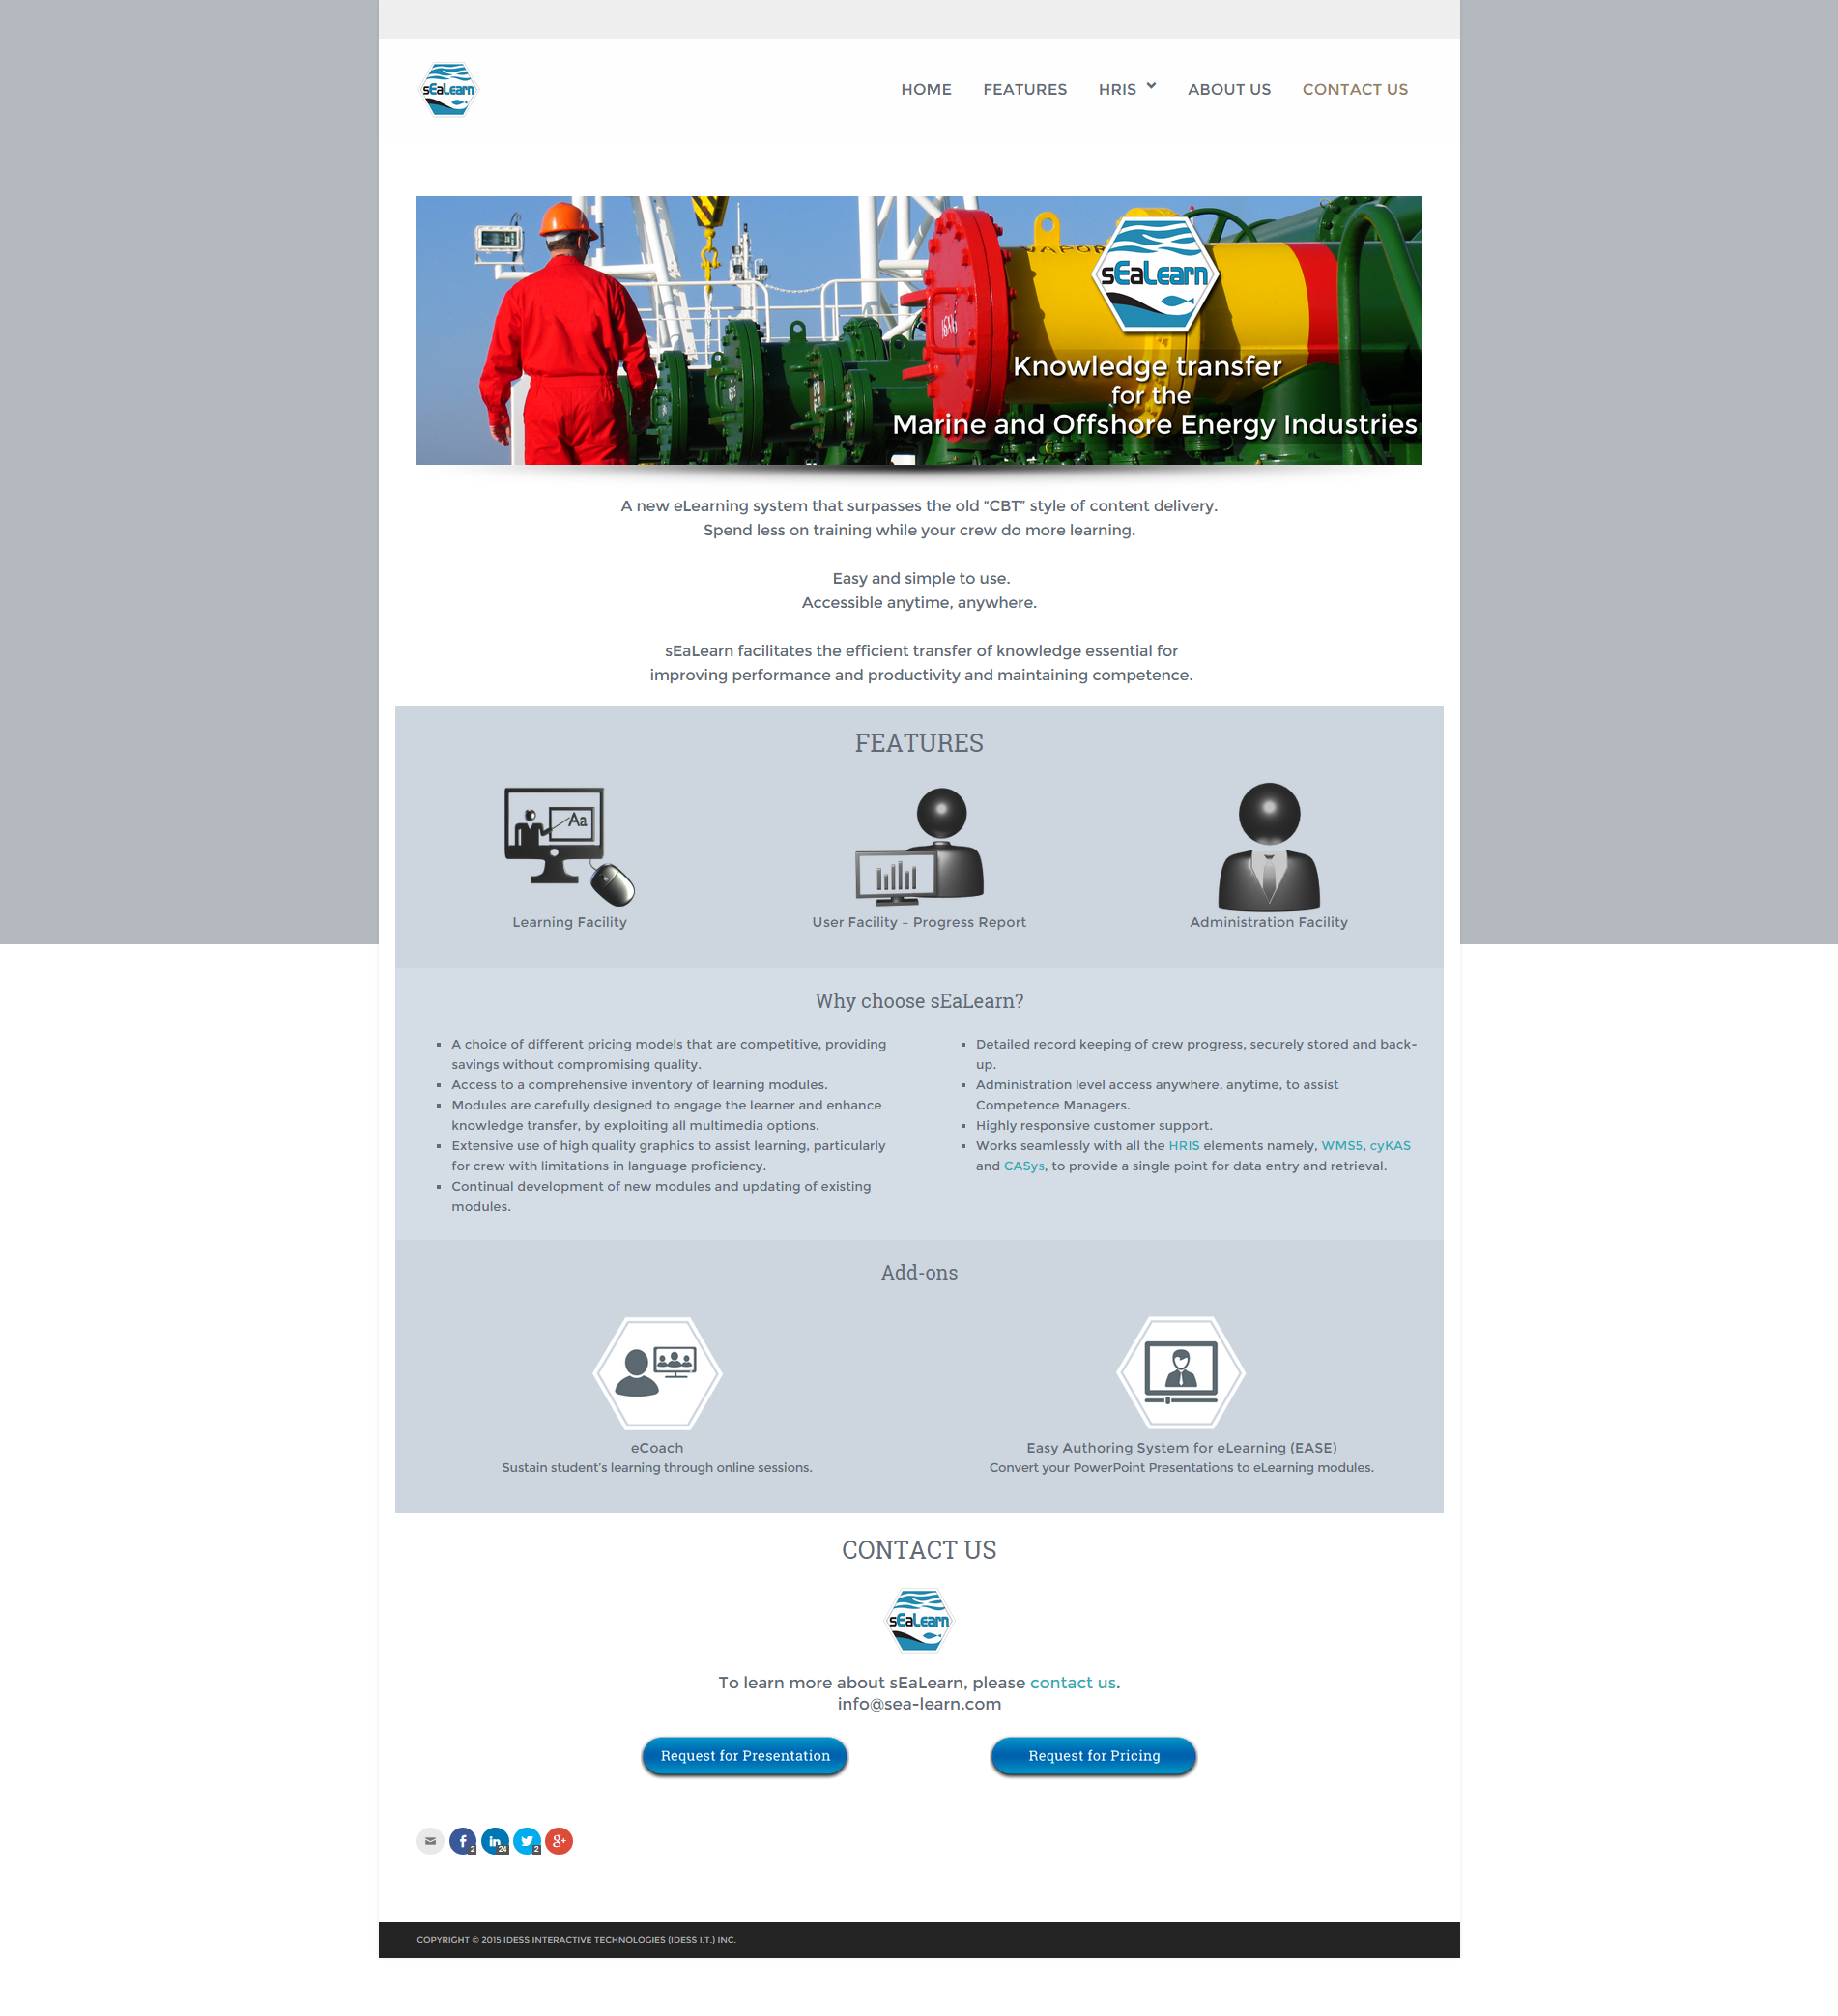 sEaLearn
HOME FEATURES HRIS ABOUT US CONTACT US
VAPOR
sEaLearn
Knowledge transfer
for the
Marine and Offshore Energy Industries
A new eLearning system that surpasses the old “CBT” style of content delivery.
Spend less on training while your crew do more learning.
Easy and simple to use.
Accessible anytime, anywhere.
sEaLearn facilitates the efficient transfer of knowledge essential for
improving performance and productivity and maintaining competence.
FEATURES
Aa
Learning Facility
User Facility – Progress Report
Administration Facility
Why choose sEaLearn?
A choice of different pricing models that are competitive, providing
savings without compromising quality.
Access to a comprehensive inventory of learning modules.
Modules are carefully designed to engage the learner and enhance
knowledge transfer, by exploiting all multimedia options.
Extensive use of high quality graphics to assist learning, particularly
for crew with limitations in language proficiency.
Continual development of new modules and updating of existing
modules.
Detailed record keeping of crew progress, securely stored and back-
up.
Administration level access anywhere, anytime, to assist
Competence Managers.
Highly responsive customer support.
Works seamlessly with all the HRIS elements namely, WMS5, cyKAS
and CASys, to provide a single point for data entry and retrieval.
Add-ons
eCoach
Sustain student’s learning through online sessions.
Easy Authoring System for eLearning (EASE)
Convert your PowerPoint Presentations to eLearning modules.
CONTACT US
sEaLearn
To learn more about sEaLearn, please contact us.
info@sea-learn.com
Request for Presentation
Request for Pricing
2 24 2
COPYRIGHT © 2015 IDESS INTERACTIVE TECHNOLOGIES (IDESS I.T.) INC.